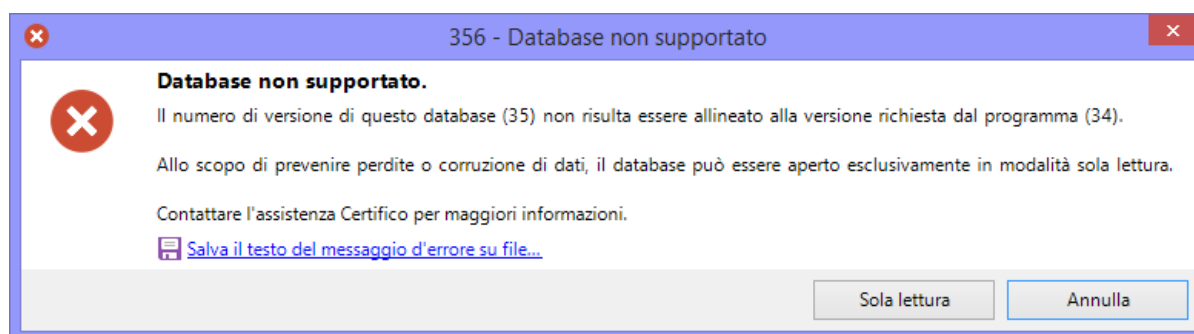 356 - Database non supportato
Database non supportato.
Il numero di versione di questo database (35) non risulta essere allineato alla versione richiesta dal programma (34).
Allo scopo di prevenire perdite o corruzione di dati, il database può essere aperto esclusivamente in modalità sola lettura.
Contattare l'assistenza Certifico per maggiori informazioni.
Salva il testo del messaggio d'errore su file...
Sola lettura
Annulla